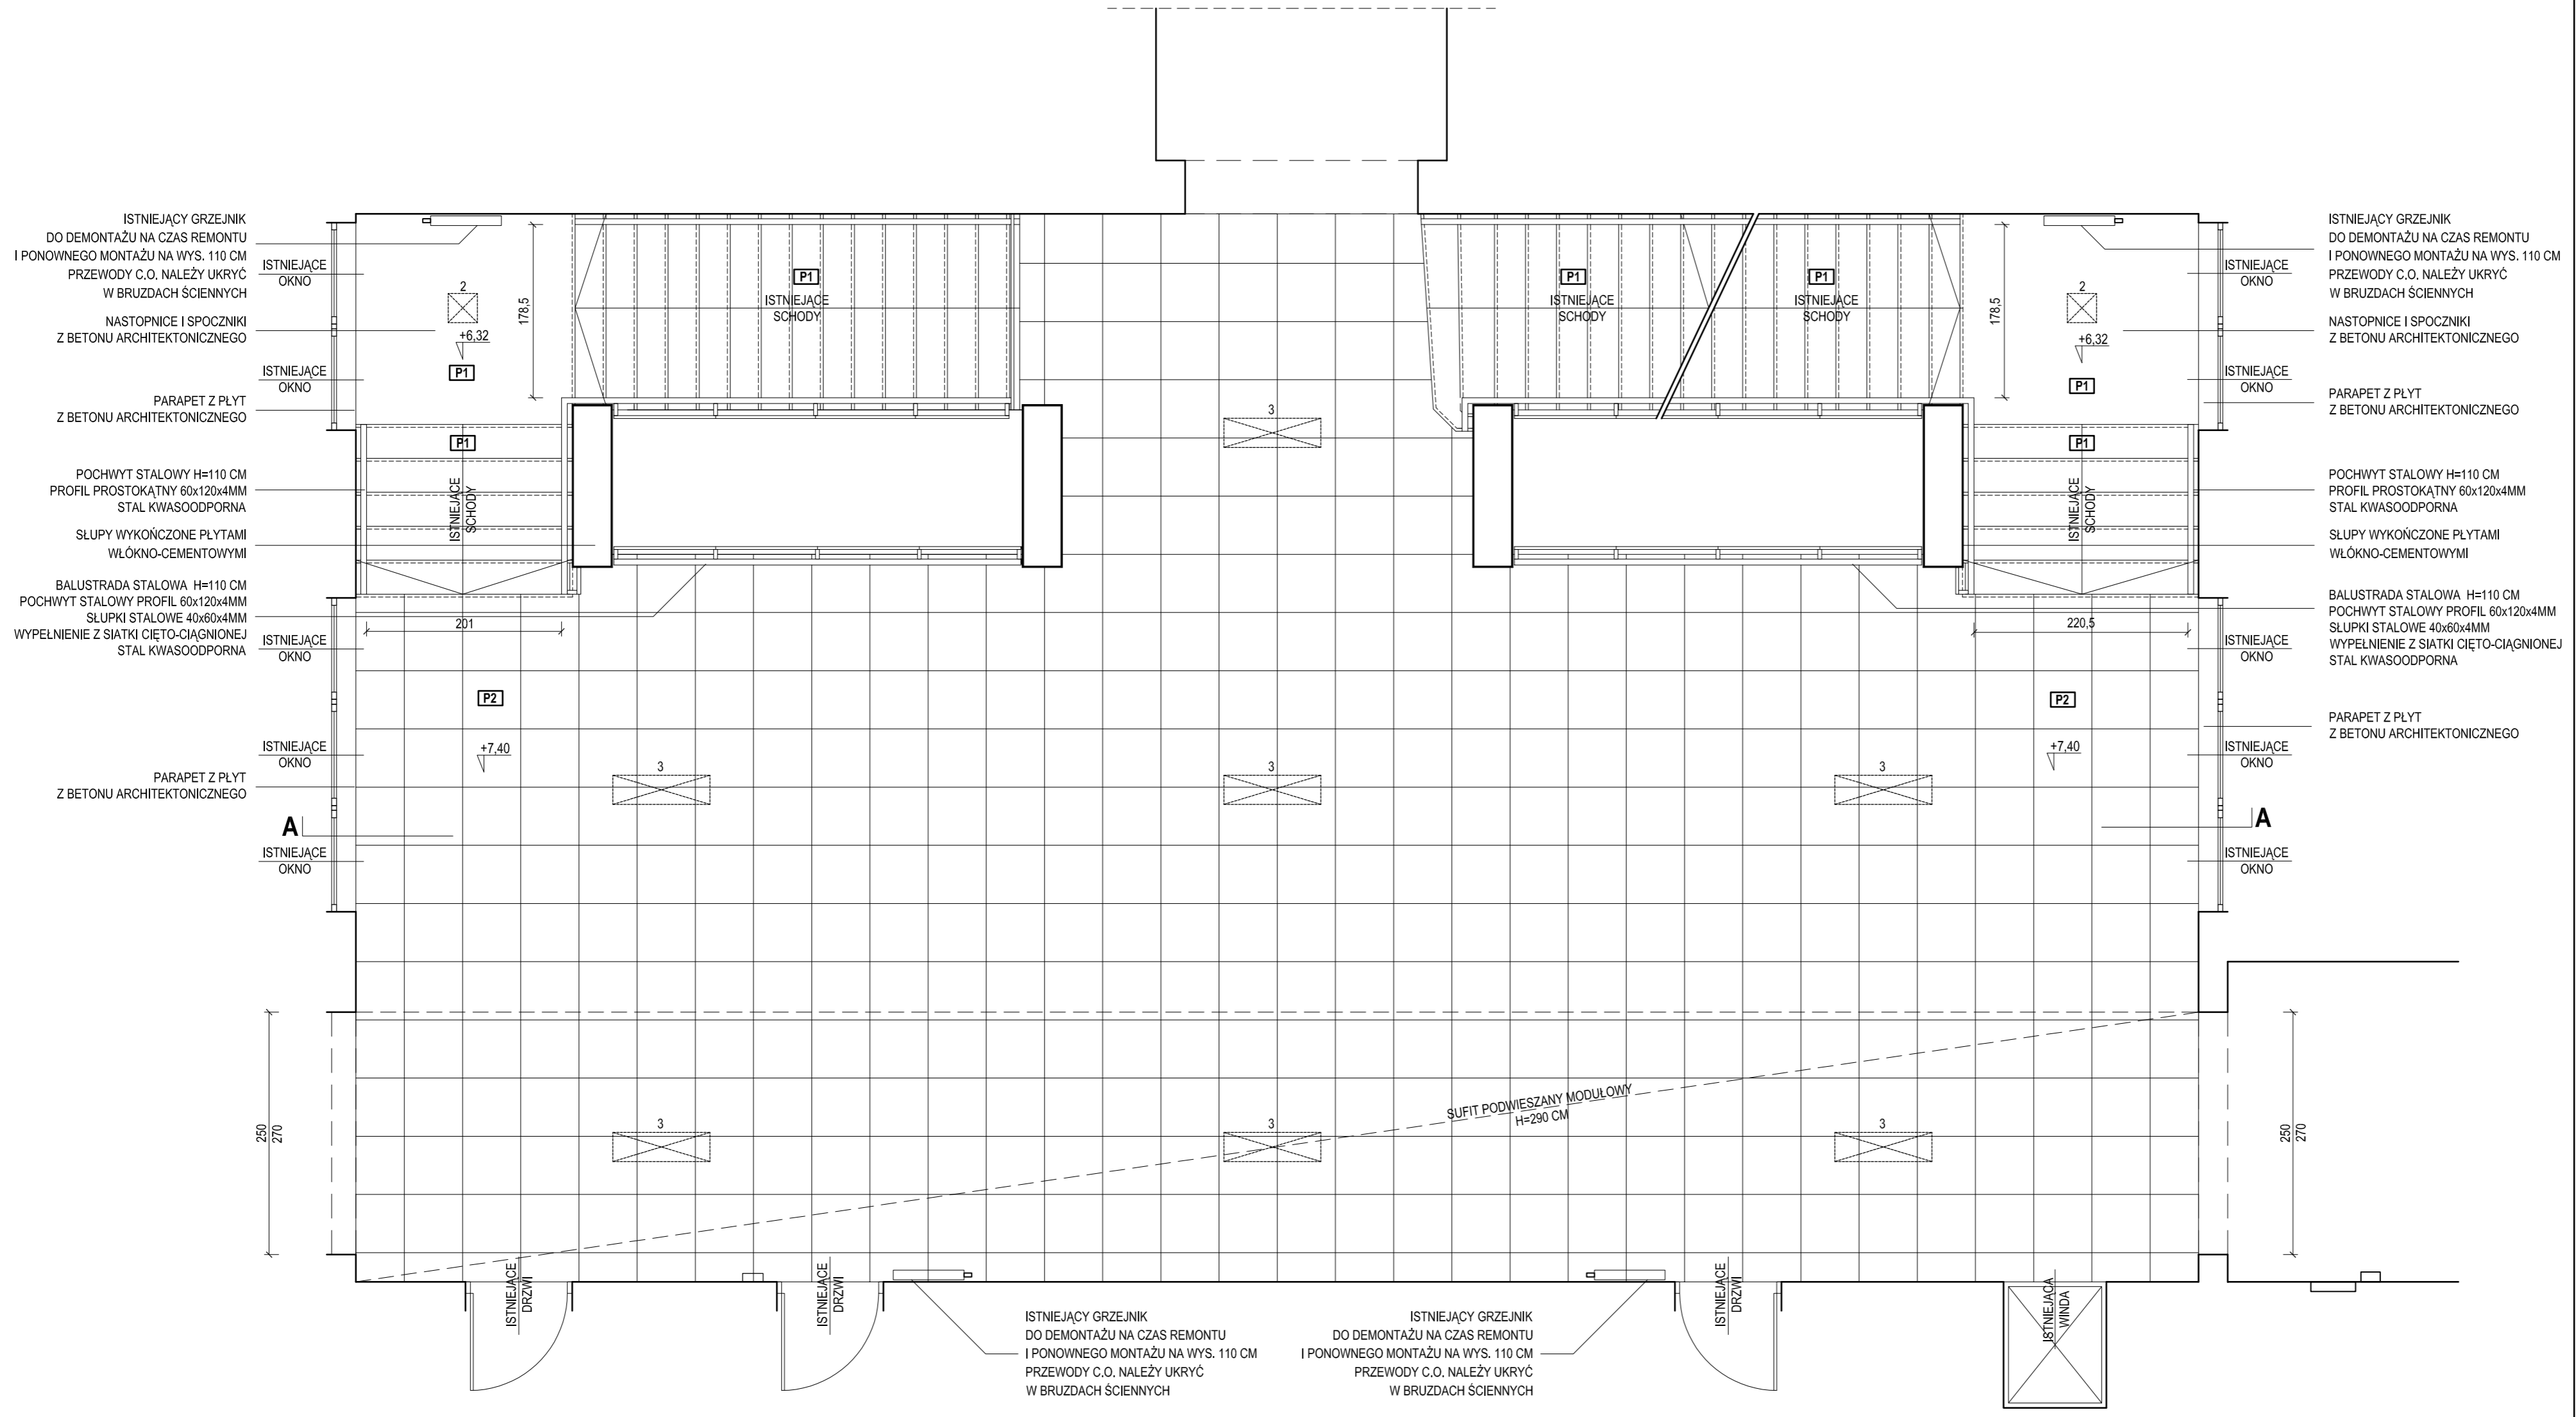 ISTNIEJĄCY GRZEJNIK
DO DEMONTAŻU NA CZAS REMONTU
I PONOWNEGO MONTAŻU NA WYS. 110 CM
PRZEWODY C.O. NALEŻY UKRYĆ
W BRUZDACH ŚCIENNYCH
NASTOPNICE I SPOCZNIKI
Z BETONU ARCHITEKTONICZNEGO
PARAPET Z PŁYT
Z BETONU ARCHITEKTONICZNEGO
POCHWYT STALOWY H=110 CM
PROFIL PROSTOKĄTNY 60x120x4MM
STAL KWASOODPORNA
SŁUPY WYKOŃCZONE PŁYTAMI
WŁÓKNO-CEMENTOWYMI
BALUSTRADA STALOWA H=110 CM
POCHWYT STALOWY PROFIL 60x120x4MM
SŁUPKI STALOWE 40x60x4MM
WYPEŁNIENIE Z SIATKI CIĘTO-CIĄGNIONEJ
STAL KWASOODPORNA
PARAPET Z PŁYT
Z BETONU ARCHITEKTONICZNEGO
ISTNIEJĄCE
OKNO
ISTNIEJĄCE
OKNO
ISTNIEJĄCE
OKNO
ISTNIEJĄCE
OKNO
A
ISTNIEJĄCE
OKNO
250
270
2
+6,32
P1
178,5
P1
ISTNIEJĄCE
SCHODY
201
P2
+7,40
P1
ISTNIEJĄCE
SCHODY
3
P1
ISTNIEJĄCE
SCHODY
P1
ISTNIEJĄCE
SCHODY
178,5
2
+6,32
P1
P1
ISTNIEJĄCE
SCHODY
220,5
P2
+7,40
3
3
3
3
3
3
SUFIT PODWIESZANY MODUŁOWY
H=290 CM
ISTNIEJĄCE
DRZWI
ISTNIEJĄCE
DRZWI
ISTNIEJĄCE
DRZWI
ISTNIEJĄCA
WINDA
ISTNIEJĄCY GRZEJNIK
DO DEMONTAŻU NA CZAS REMONTU
I PONOWNEGO MONTAŻU NA WYS. 110 CM
PRZEWODY C.O. NALEŻY UKRYĆ
W BRUZDACH ŚCIENNYCH
ISTNIEJĄCY GRZEJNIK
DO DEMONTAŻU NA CZAS REMONTU
I PONOWNEGO MONTAŻU NA WYS. 110 CM
PRZEWODY C.O. NALEŻY UKRYĆ
W BRUZDACH ŚCIENNYCH
ISTNIEJĄCE
OKNO
ISTNIEJĄCE
OKNO
ISTNIEJĄCE
OKNO
ISTNIEJĄCE
OKNO
A
ISTNIEJĄCE
OKNO
250
270
ISTNIEJĄCY GRZEJNIK
DO DEMONTAŻU NA CZAS REMONTU
I PONOWNEGO MONTAŻU NA WYS. 110 CM
PRZEWODY C.O. NALEŻY UKRYĆ
W BRUZDACH ŚCIENNYCH
NASTOPNICE I SPOCZNIKI
Z BETONU ARCHITEKTONICZNEGO
PARAPET Z PŁYT
Z BETONU ARCHITEKTONICZNEGO
POCHWYT STALOWY H=110 CM
PROFIL PROSTOKĄTNY 60x120x4MM
STAL KWASOODPORNA
SŁUPY WYKOŃCZONE PŁYTAMI
WŁÓKNO-CEMENTOWYMI
BALUSTRADA STALOWA H=110 CM
POCHWYT STALOWY PROFIL 60x120x4MM
SŁUPKI STALOWE 40x60x4MM
WYPEŁNIENIE Z SIATKI CIĘTO-CIĄGNIONEJ
STAL KWASOODPORNA
PARAPET Z PŁYT
Z BETONU ARCHITEKTONICZNEGO